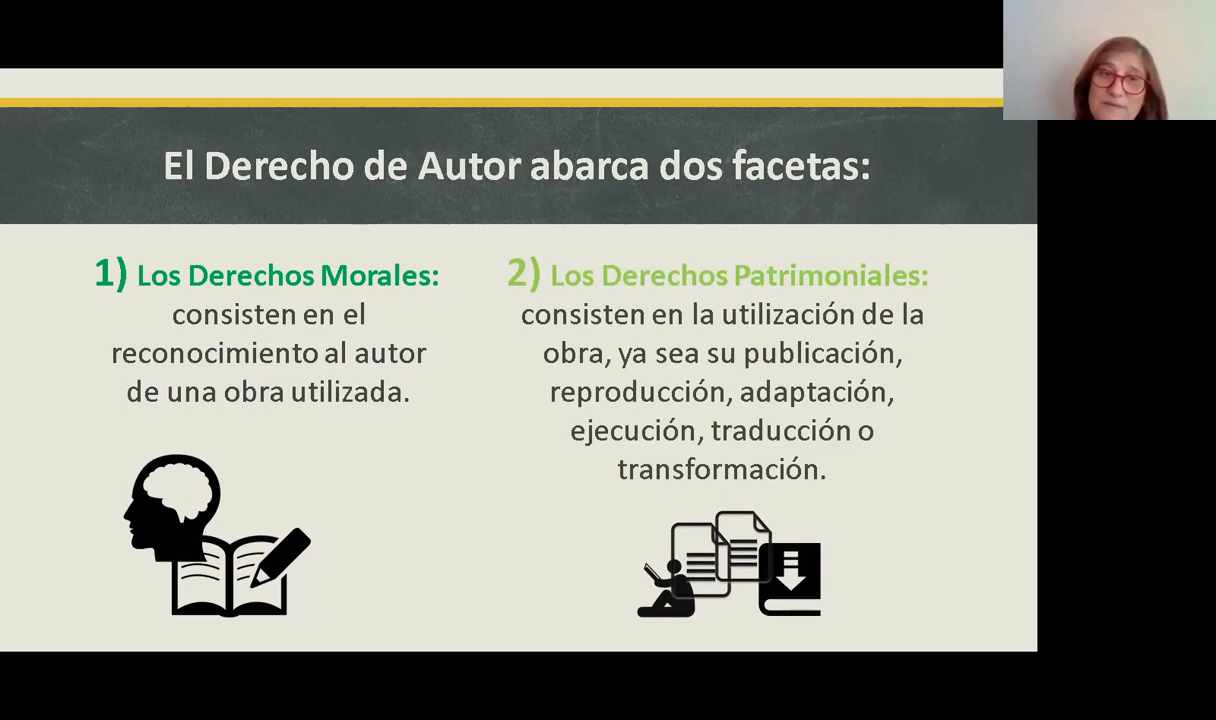 El Derecho de Autor abarca dos facetas:
1) Los Derechos Morales:
consisten en el
reconocimiento al autor
de una obra utilizada.
2) Los Derechos Patrimoniales:
consisten en la utilización de la
obra, ya sea su publicación,
reproducción, adaptación,
ejecución, traducción o
transformación.